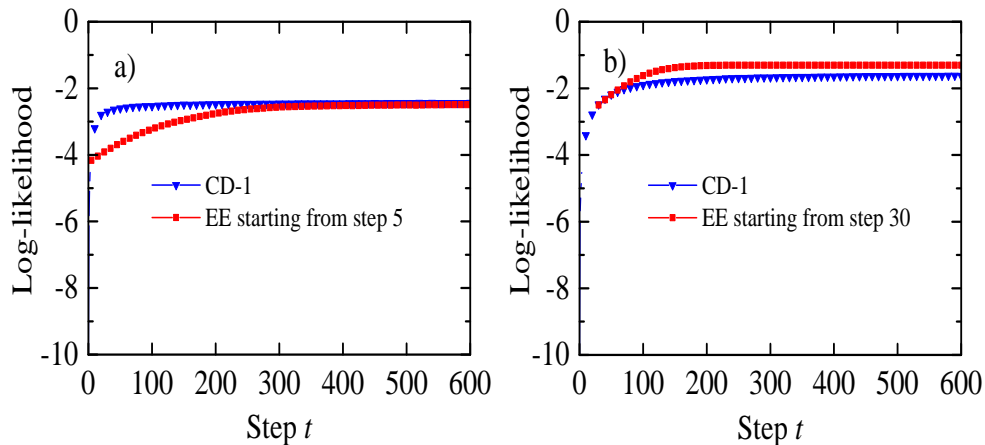 a)
Log-likelihood
0
-2
-4
-6
-8
-10
CD-1
EE starting from step 5
0 100 200 300 400 500 600
Step t
b)
Log-likelihood
0
-2
-4
-6
-8
-10
CD-1
EE starting from step 30
0 100 200 300 400 500 600
Step t